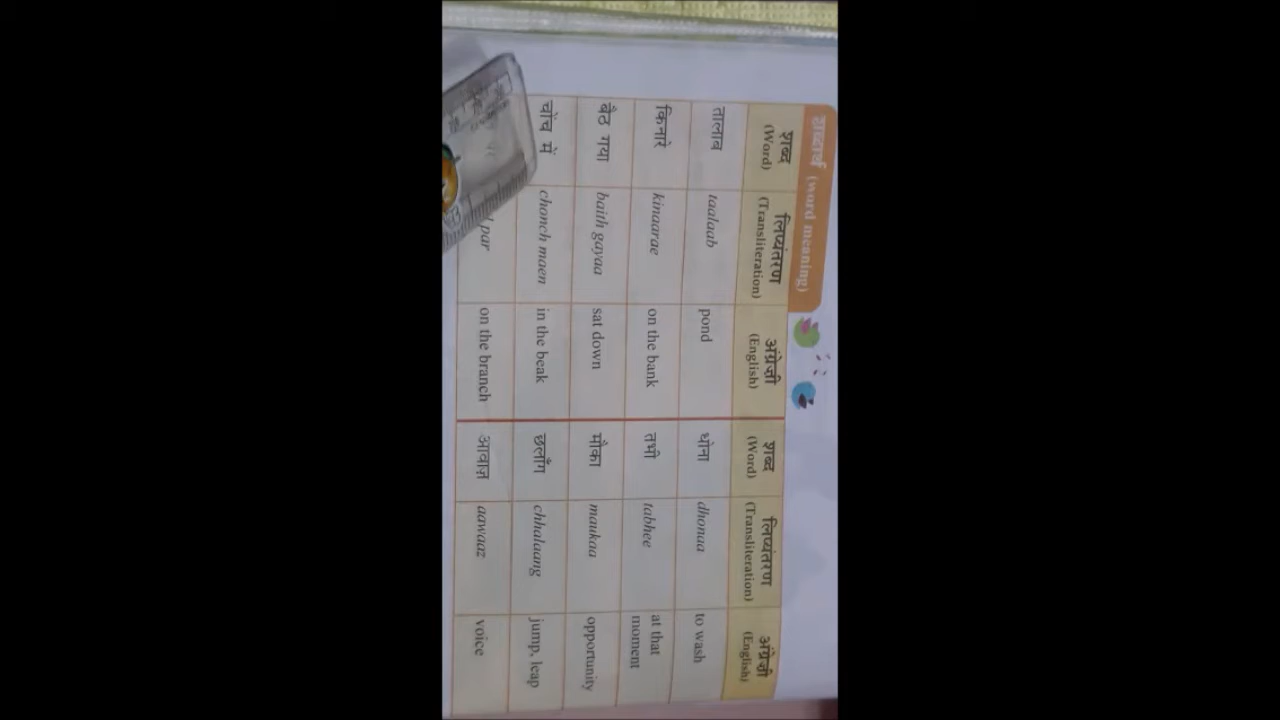 शब्दार्थ (word meaning)
शब्द (Word) लिप्यंतरण (Transliteration) अंग्रेज़ी (English) शब्द (Word) लिप्यंतरण (Transliteration) अंग्रेज़ी (English)
तालाब taalaab pond धोना dhonaa to wash
किनारे kinaarae on the bank तभी tabhee at that moment
बैठ गया baith gayaa sat down मौका maukaa opportunity
चोंच में chonch maen in the beak छलाँग chhalaang jump, leap
par on the branch आवाज़ aawaaz voice